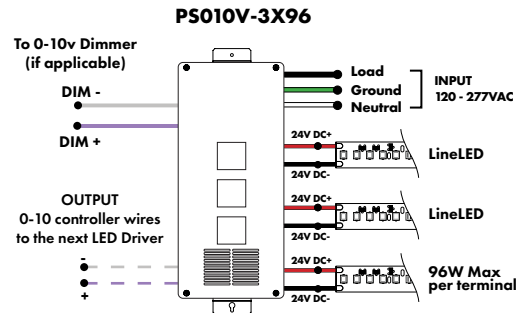 PS010V-3X96
To 0-10v Dimmer
(if applicable)
DIM -
DIM +
OUTPUT
0-10 controller wires
to the next LED Driver
-
+
Load
Ground
Neutral
INPUT
120 - 277VAC
24V DC+
24V DC-
LineLED
24V DC+
24V DC-
LineLED
24V DC+
24V DC-
96W Max
per terminal